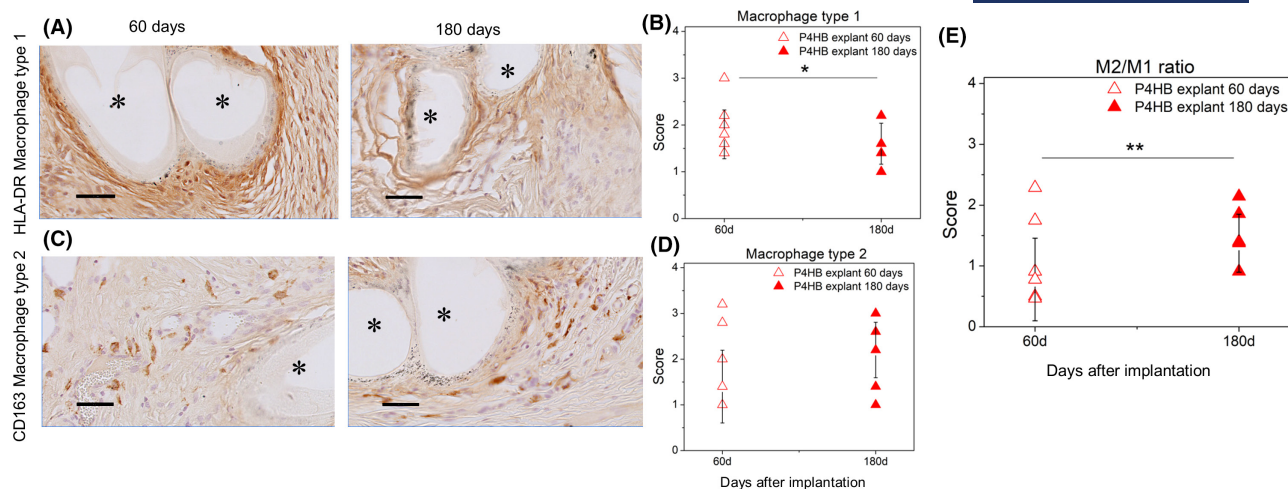 (A)
60 days
180 days
HLA-DR Macrophage type 1
*
*
*
*
(C)
CD163 Macrophage type 2
*
*
*
(B)
Macrophage type 1
P4HB explant 60 days
P4HB explant 180 days
*
Score
4
3
2
1
0
60d
180d
(D)
Macrophage type 2
P4HB explant 60 days
P4HB explant 180 days
Score
4
3
2
1
0
60d
180d
Days after implantation
(E)
M2/M1 ratio
P4HB explant 60 days
P4HB explant 180 days
**
Score
4
3
2
1
0
60d
180d
Days after implantation